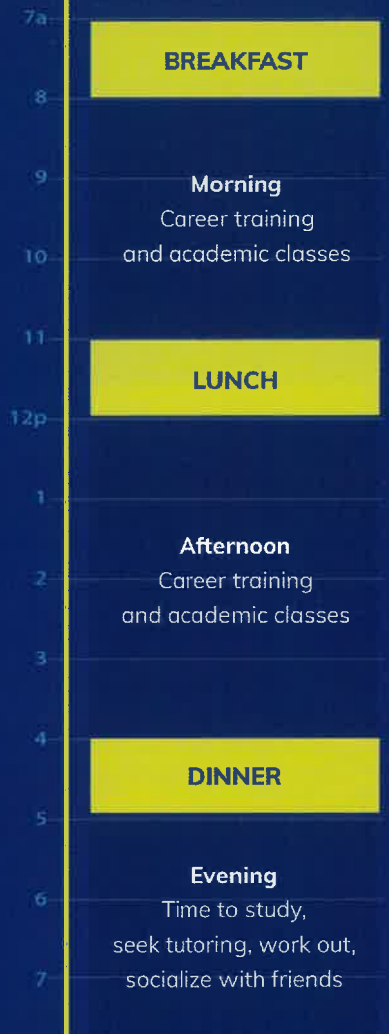 7a
BREAKFAST
8
9
Morning
Career training
10
and academic classes
11
LUNCH
12p
1
Afternoon
2
Career training
and academic classes
3
4
DINNER
5
Evening
6
Time to study,
seek tutoring, work out,
7
socialize with friends